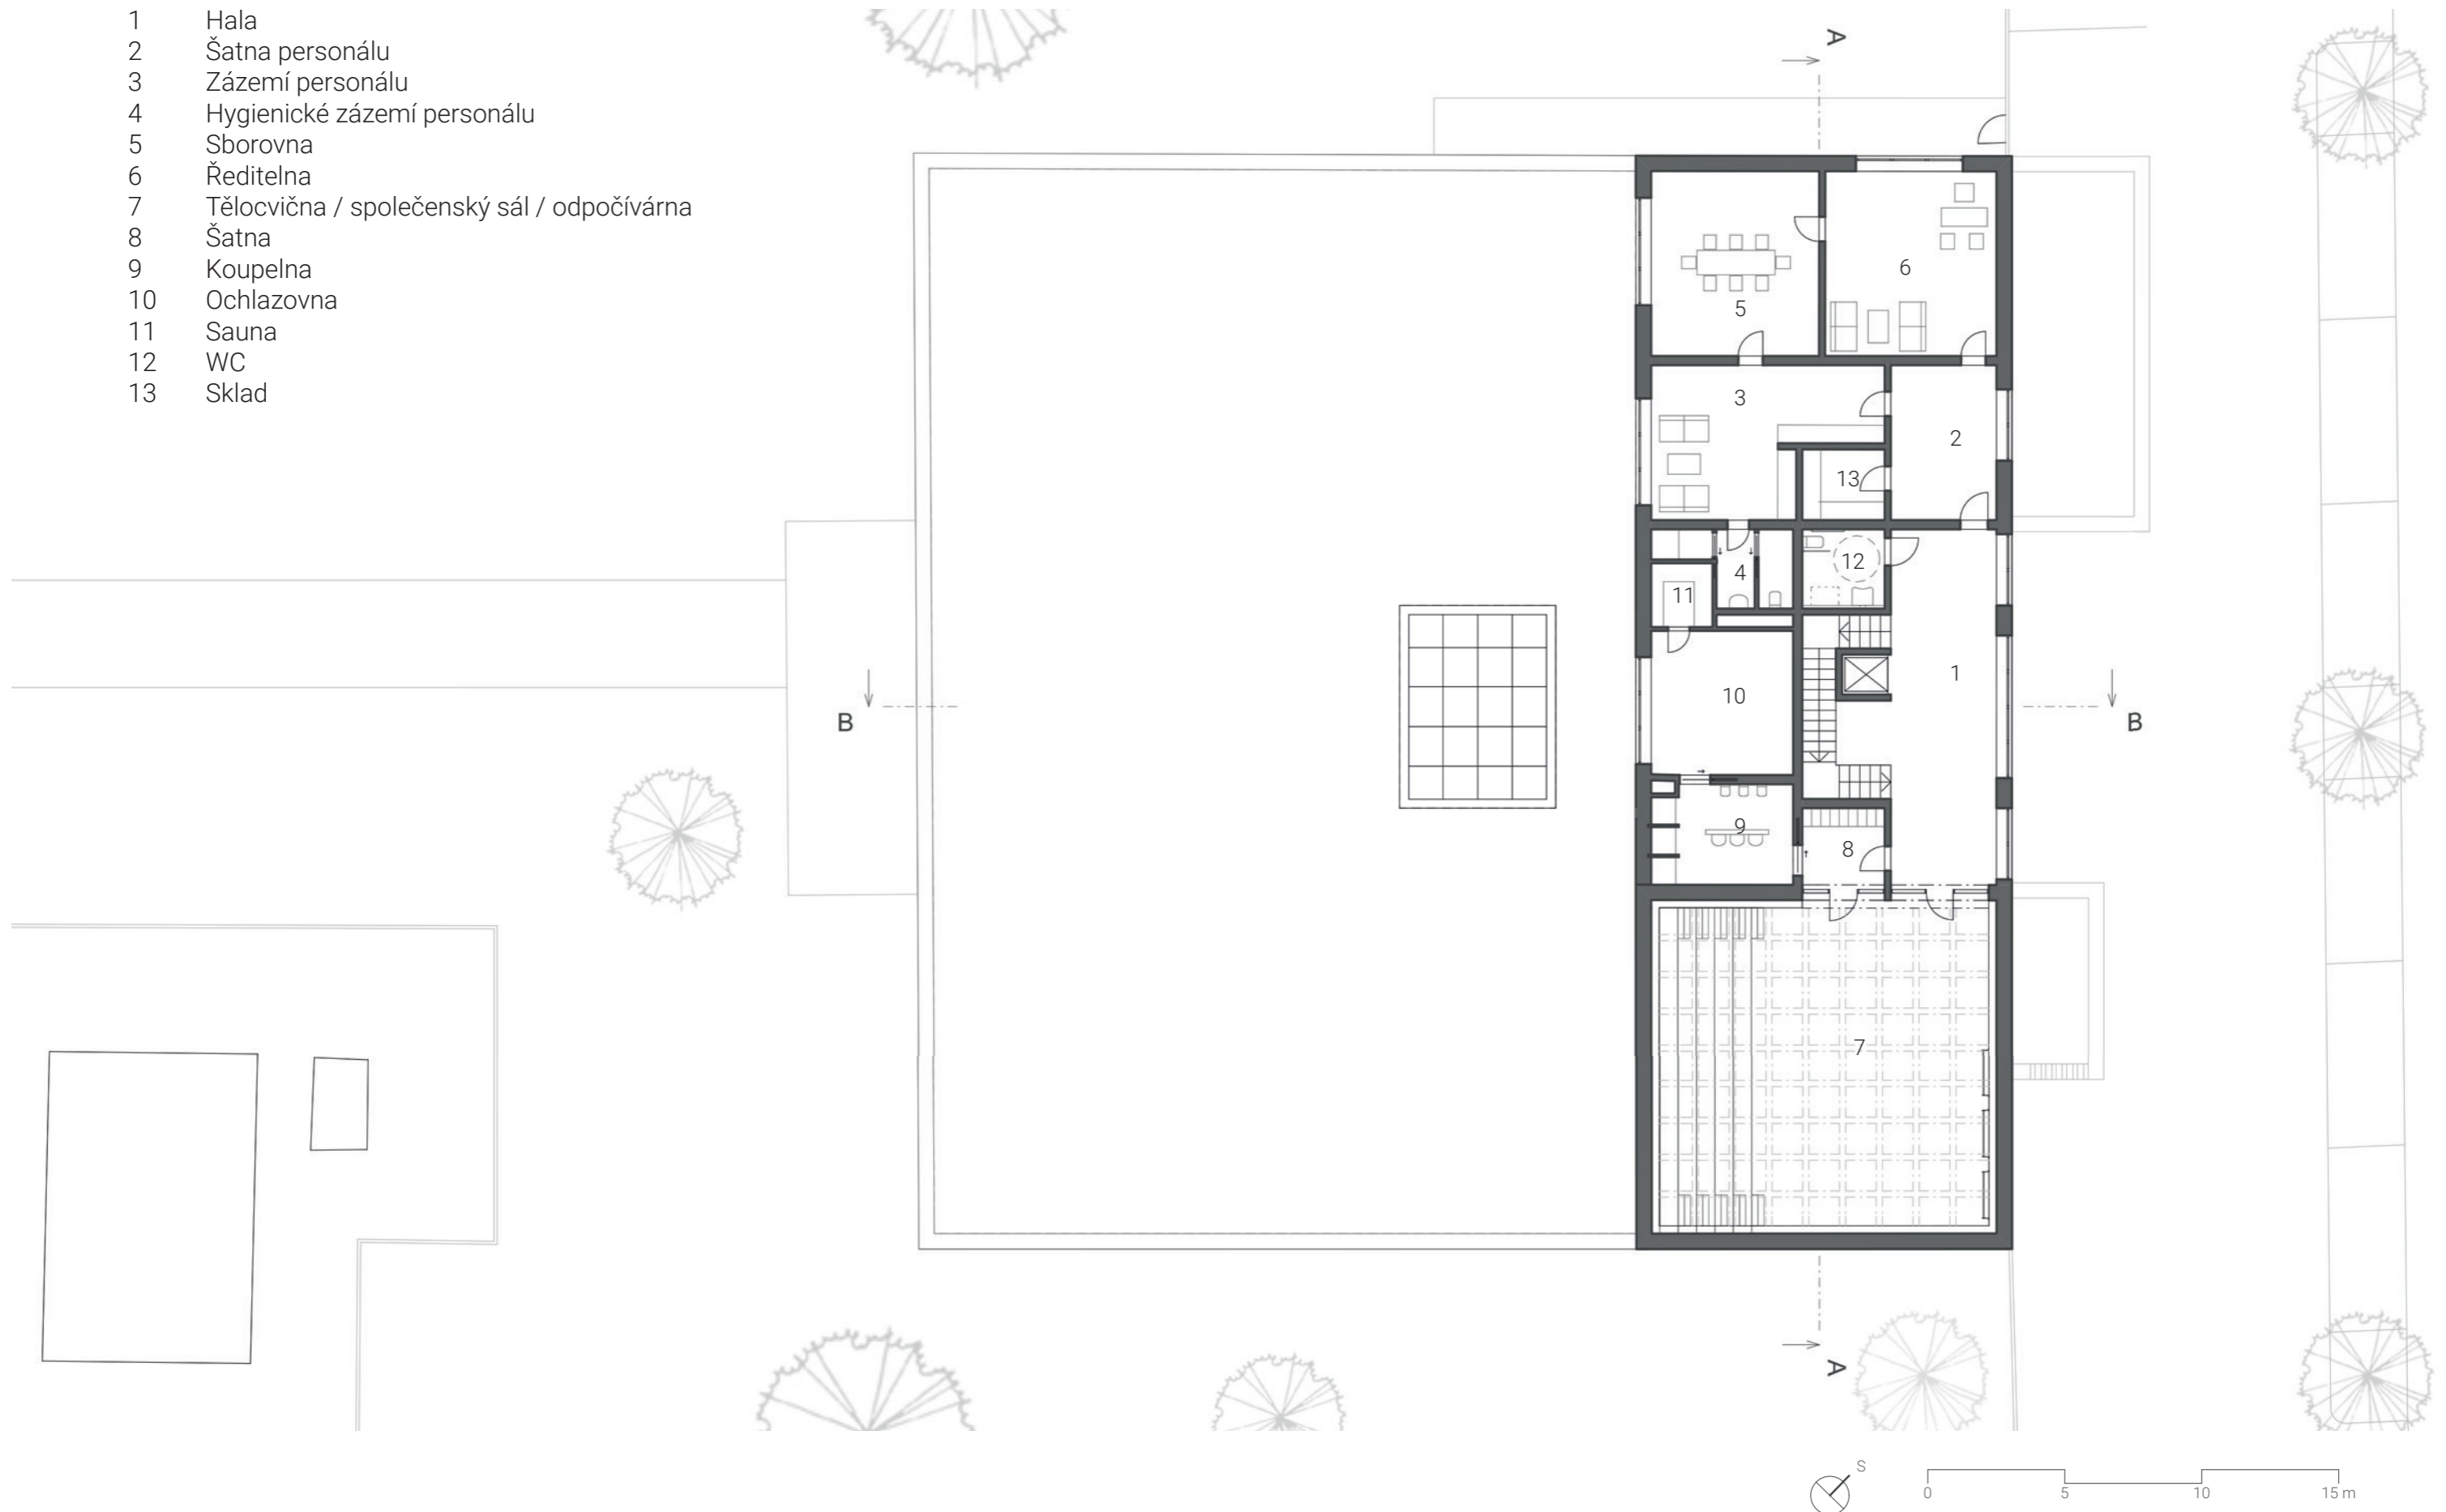 1 Hala
2 Šatna personálu
3 Zázemí personálu
4 Hygienické zázemí personálu
5 Sborovna
6 Ředitelna
7 Tělocvična / společenský sál / odpočívárna
8 Šatna
9 Koupelna
10 Ochlazovna
11 Sauna
12 WC
13 Sklad
A
6
5
3
2
13
12
4
11
1
10
B
B
9
8
7
A
S
0 5 10 15 m